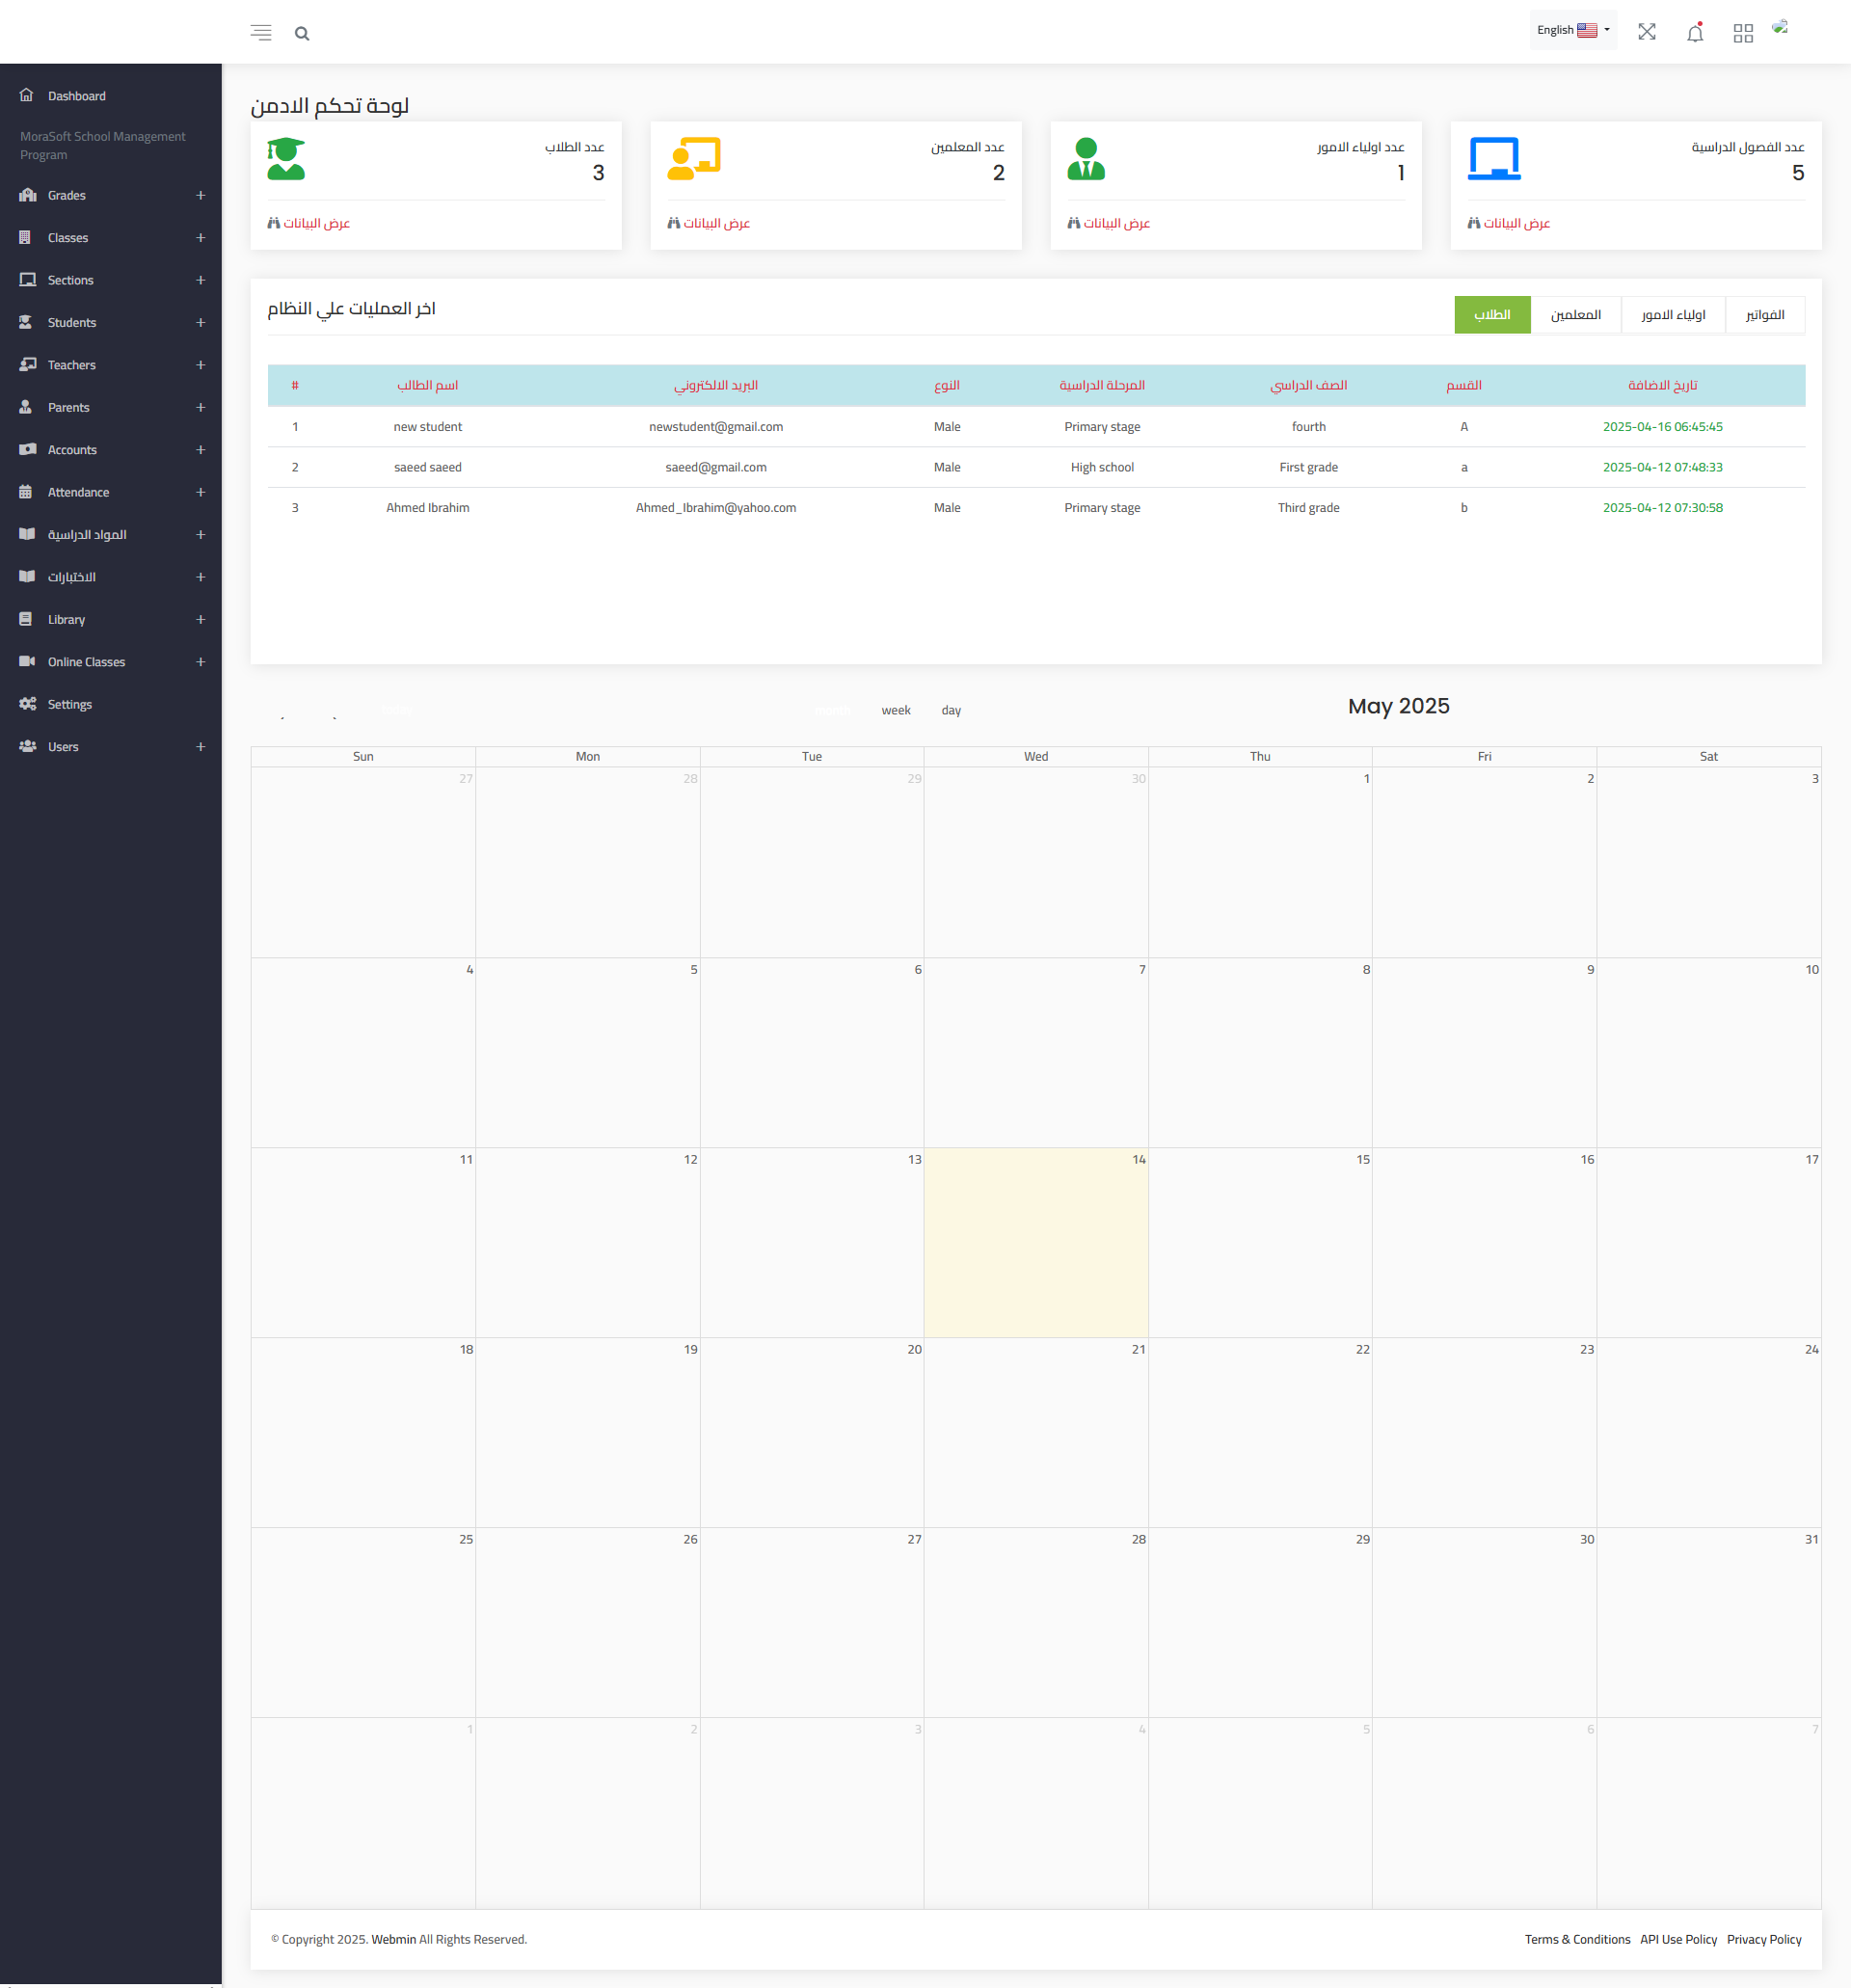 English
Dashboard
MoraSoft School Management
Program
Grades
Classes
Sections
Students
Teachers
Parents
Accounts
Attendance
المواد الدراسية
الاختبارات
Library
Online Classes
Settings
Users
لوحة تحكم الادمن
عدد الطلاب
3
عرض البيانات
عدد المعلمين
2
عرض البيانات
عدد اولياء الامور
1
عرض البيانات
عدد الفصول الدراسية
5
عرض البيانات
اخر العمليات علي النظام
الطلاب المعلمين اولياء الامور الفواتير
# اسم الطالب البريد الالكتروني النوع المرحلة الدراسية الصف الدراسي القسم تاريخ الاضافة
1 new student newstudent@gmail.com Male Primary stage fourth A 2025-04-16 06:45:45
2 saeed saeed saeed@gmail.com Male High school First grade a 2025-04-12 07:48:33
3 Ahmed Ibrahim Ahmed_Ibrahim@yahoo.com Male Primary stage Third grade b 2025-04-12 07:30:58
month week day
May 2025
Sun Mon Tue Wed Thu Fri Sat
27 28 29 30 1 2 3
4 5 6 7 8 9 10
11 12 13 14 15 16 17
18 19 20 21 22 23 24
25 26 27 28 29 30 31
1 2 3 4 5 6 7
© Copyright 2025. Webmin All Rights Reserved.
Terms & Conditions API Use Policy Privacy Policy